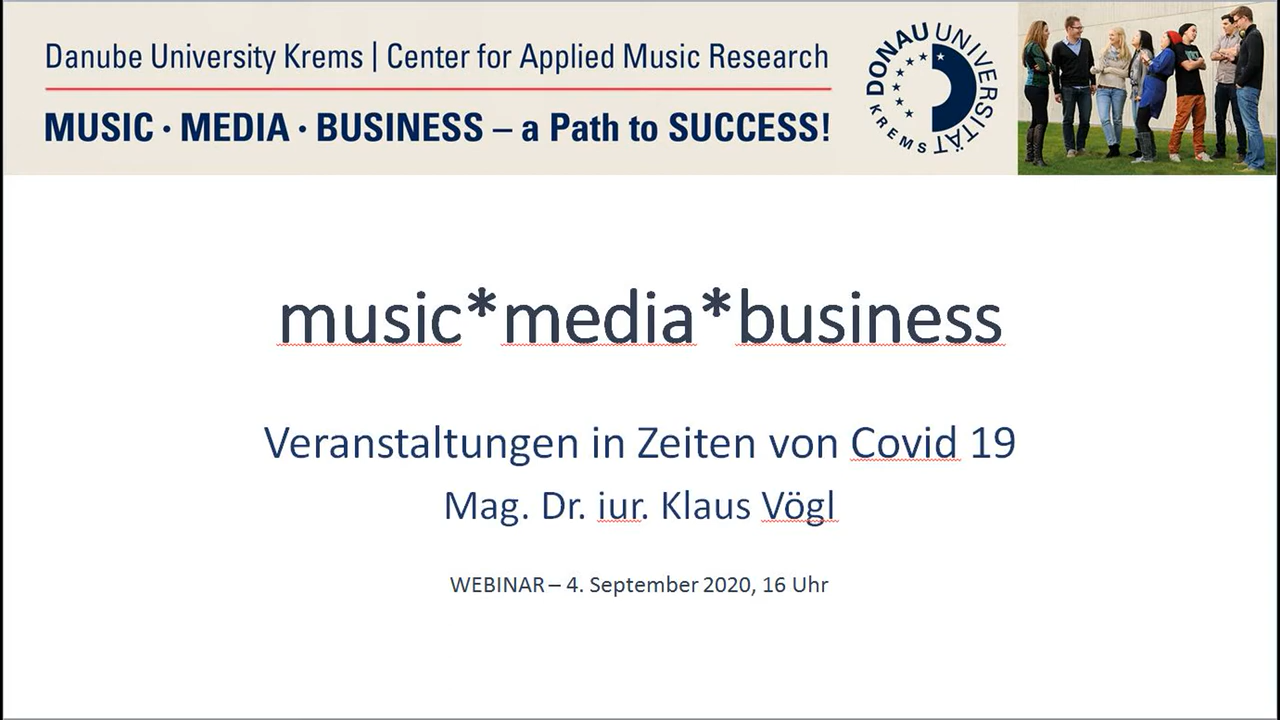 Danube University Krems | Center for Applied Music Research
MUSIC · MEDIA · BUSINESS – a Path to SUCCESS!
DONAU UNIVERSITÄT KREMS
music*media*business
Veranstaltungen in Zeiten von Covid 19
Mag. Dr. iur. Klaus Vögl
WEBINAR – 4. September 2020, 16 Uhr